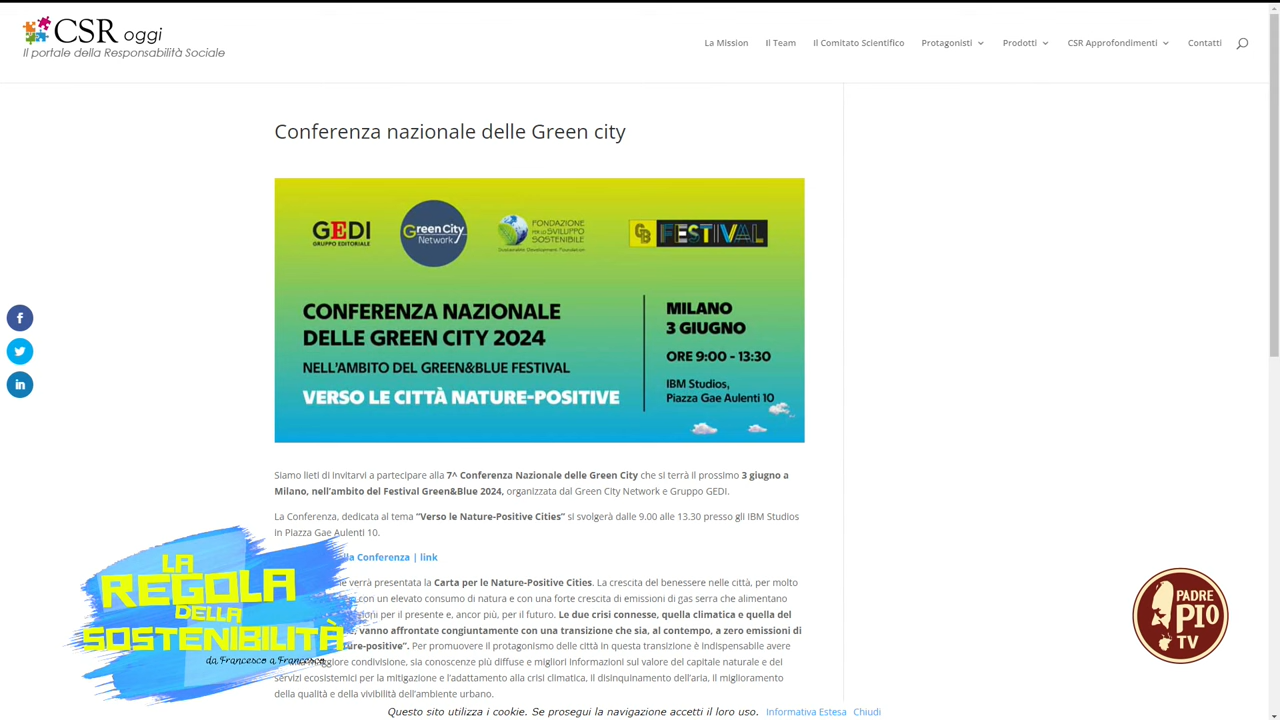 CSR oggi
Il portale della Responsabilità Sociale
La Mission
Il Team
Il Comitato Scientifico
Protagonisti
Prodotti
CSR Approfondimenti
Contatti
Conferenza nazionale delle Green city
GEDI
GRUPPO EDITORIALE
GreenCity
Network
FONDAZIONE
PER LO SVILUPPO
SOSTENIBILE
Sustainable Development Foundation
GB FESTIVAL
CONFERENZA NAZIONALE
DELLE GREEN CITY 2024
NELL'AMBITO DEL GREEN&BLUE FESTIVAL
VERSO LE CITTÀ NATURE-POSITIVE
MILANO
3 GIUGNO
ORE 9:00 - 13:30
IBM Studios,
Piazza Gae Aulenti 10
Siamo lieti di invitarvi a partecipare alla 7^ Conferenza Nazionale delle Green City che si terrà il prossimo 3 giugno a
Milano, nell'ambito del Festival Green&Blue 2024, organizzata dal Green City Network e Gruppo GEDI.
La Conferenza, dedicata al tema “Verso le Nature-Positive Cities” si svolgerà dalle 9.00 alle 13.30 presso gli IBM Studios
in Piazza Gae Aulenti 10.
la Conferenza | link
verrà presentata la Carta per le Nature-Positive Cities. La crescita del benessere nelle città, per molto
con un elevato consumo di natura e con una forte crescita di emissioni di gas serra che alimentano
per il presente e, ancor più, per il futuro. Le due crisi connesse, quella climatica e quella del
vanno affrontate congiuntamente con una transizione che sia, al contempo, a zero emissioni di
Per promuovere il protagonismo delle città in questa transizione è indispensabile avere
maggiore condivisione, sia conoscenze più diffuse e migliori informazioni sul valore del capitale naturale e dei
servizi ecosistemici per la mitigazione e l'adattamento alla crisi climatica, il disinquinamento dell'aria, il miglioramento
della qualità e della vivibilità dell'ambiente urbano.
LA
REGOLA
DELLA
SOSTENIBILITÀ
da Francesco a Francesco
PADRE
PIO
TV
Questo sito utilizza i cookie. Se prosegui la navigazione accetti il loro uso. Informativa Estesa Chiudi